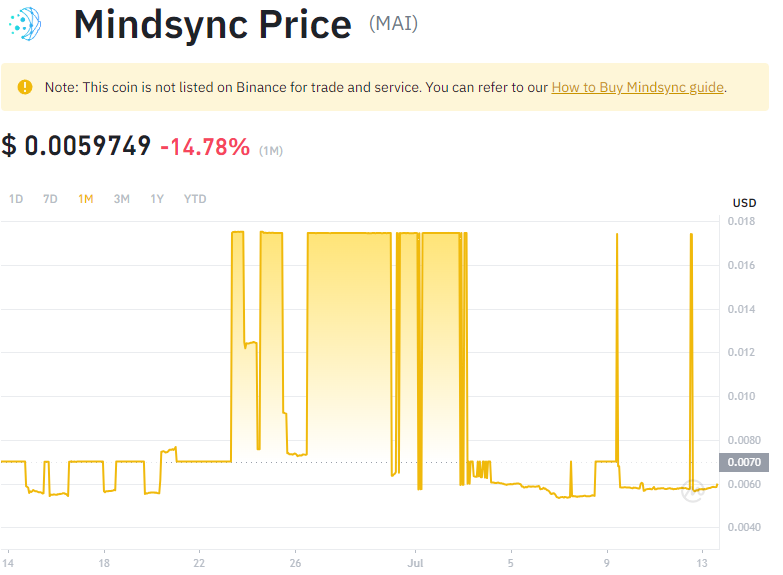 Mindsync Price (MAI)
Note: This coin is not listed on Binance for trade and service. You can refer to our How to Buy Mindsync guide.
$ 0.0059749 -14.78% (1M)
1D 7D 1M 3M 1Y YTD
USD
0.018
0.016
0.014
0.012
0.010
0.0080
0.0070
0.0060
0.0040
14 18 22 26 Jul 5 9 13